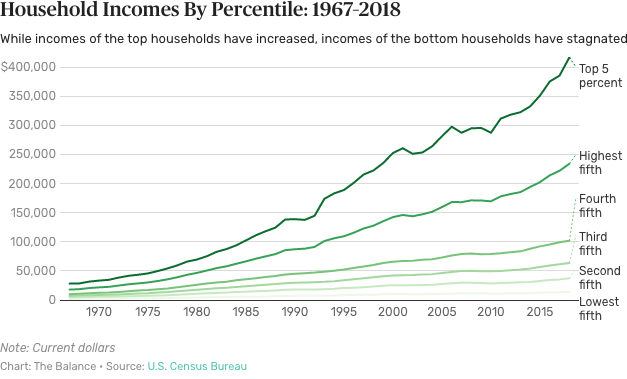 Household Incomes By Percentile: 1967-2018
While incomes of the top households have increased, incomes of the bottom households have stagnated
$400,000
350,000
300,000
250,000
200,000
150,000
100,000
50,000
0
Top 5
percent
Highest
fifth
Fourth
fifth
Third
fifth
Second
fifth
Lowest
fifth
1970
1975
1980
1985
1990
1995
2000
2005
2010
2015
Note: Current dollars
Chart: The Balance • Source: U.S. Census Bureau